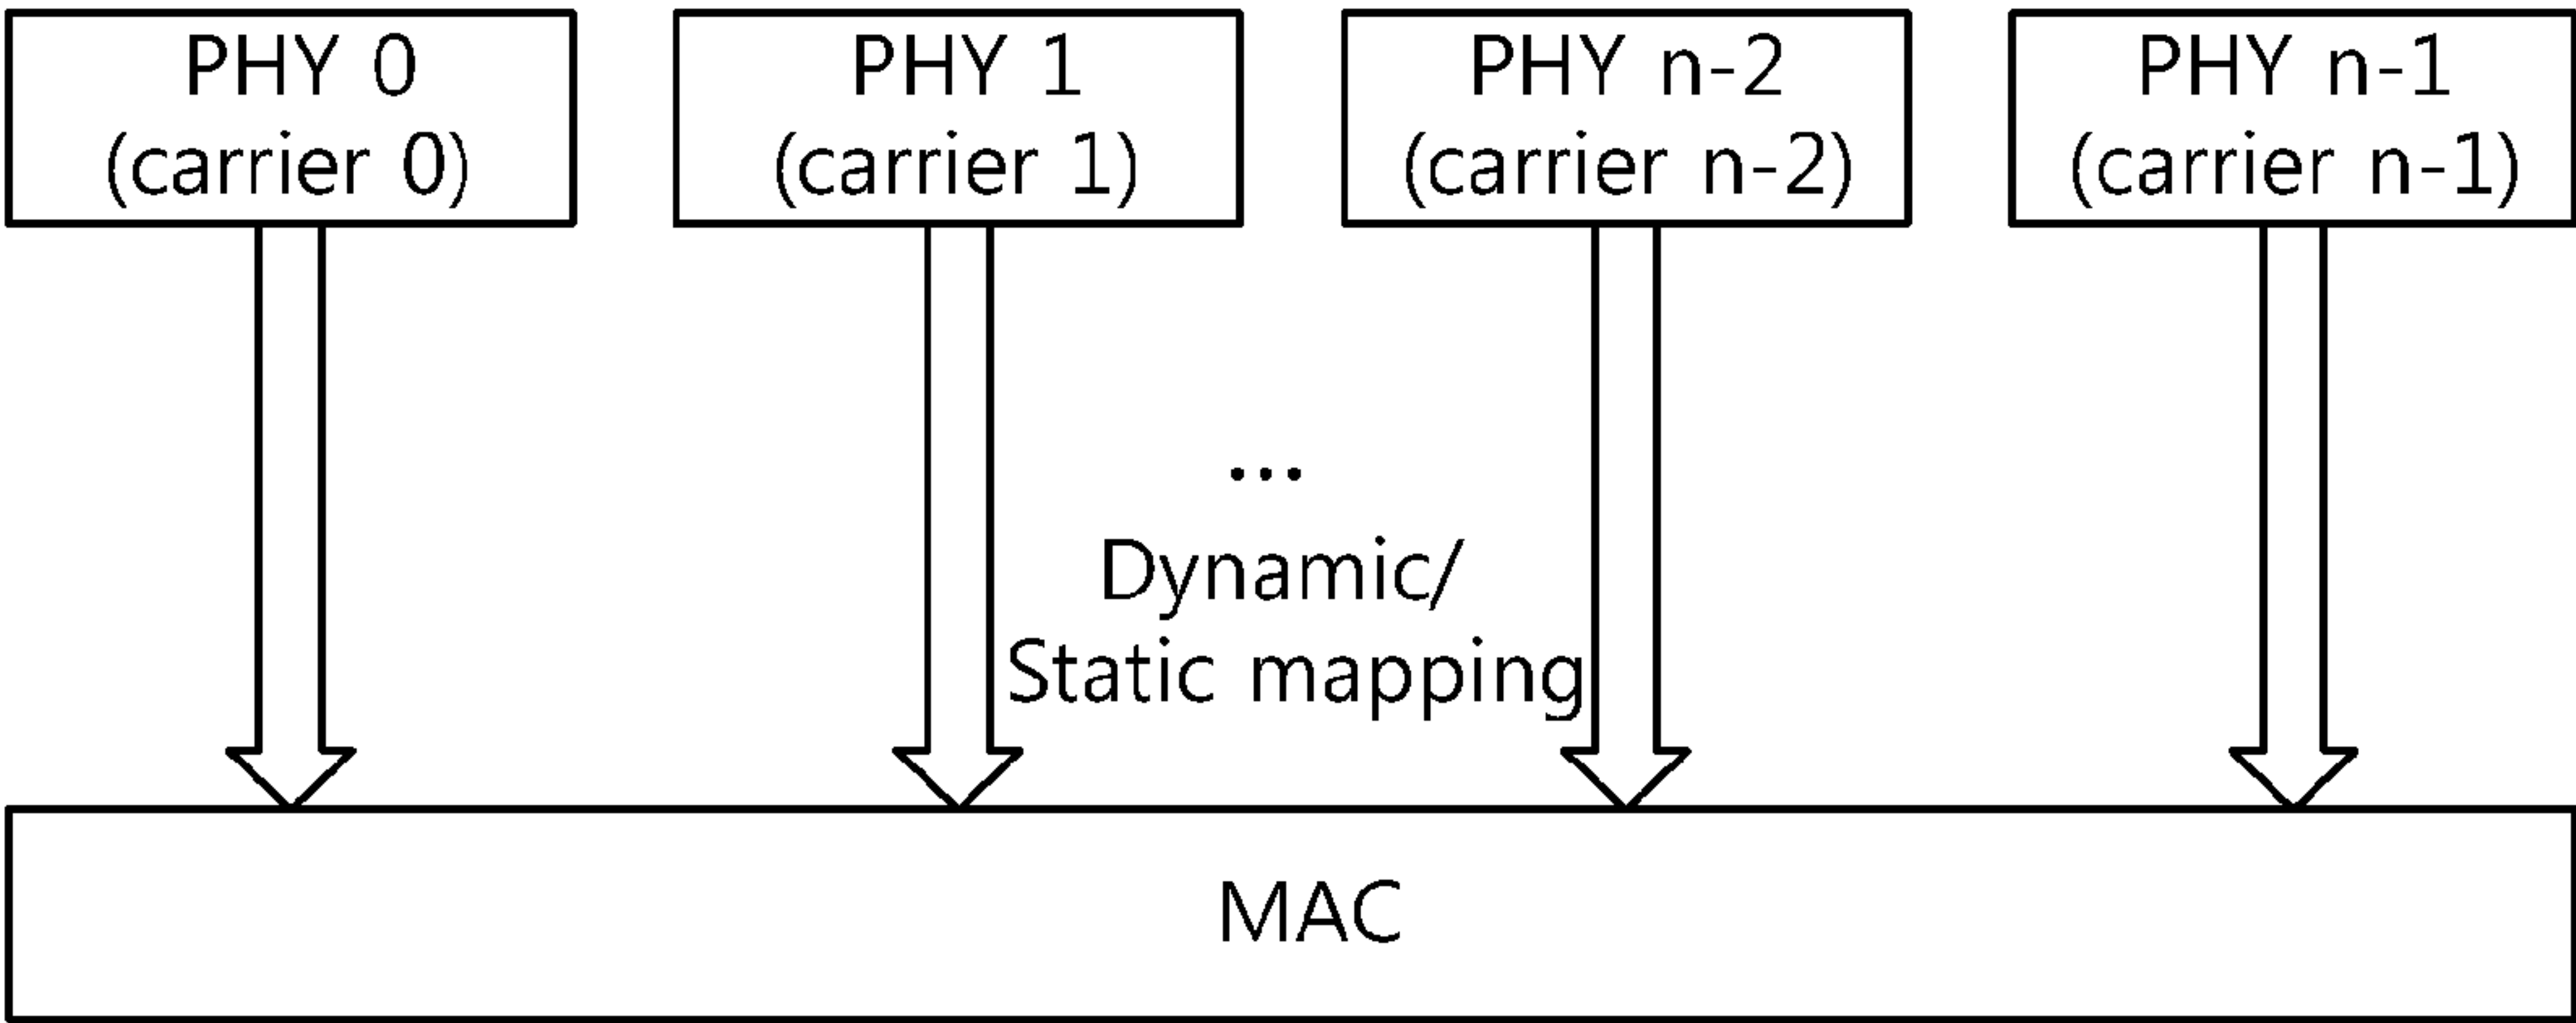 PHY 0
(carrier 0)
PHY 1
(carrier 1)
PHY n-2
(carrier n-2)
PHY n-1
(carrier n-1)
...
Dynamic/
Static mapping
MAC